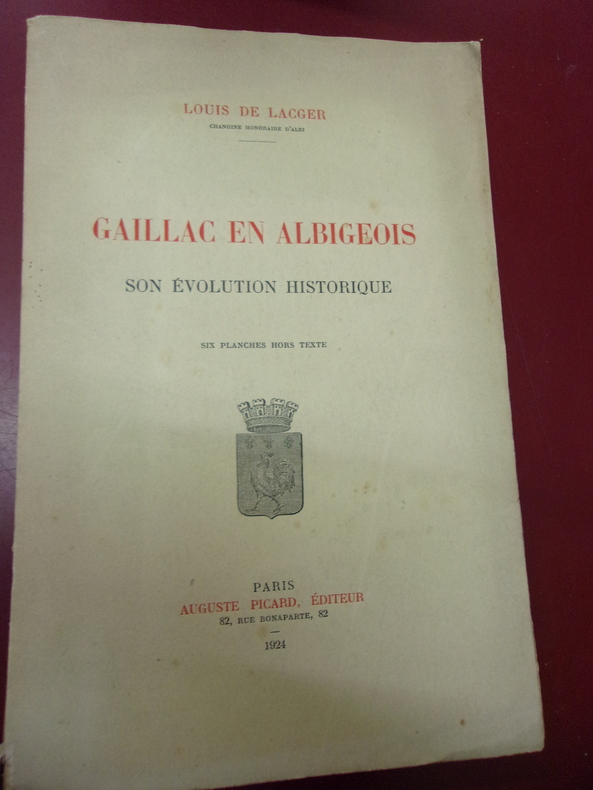 LOUIS DE LACGER
CHANOINE HONORAIRE D'ALBI
GAILLAC EN ALBIGEOIS
SON ÉVOLUTION HISTORIQUE
SIX PLANCHES HORS TEXTE
PARIS
AUGUSTE PICARD, ÉDITEUR
82, RUE BONAPARTE, 82
1924